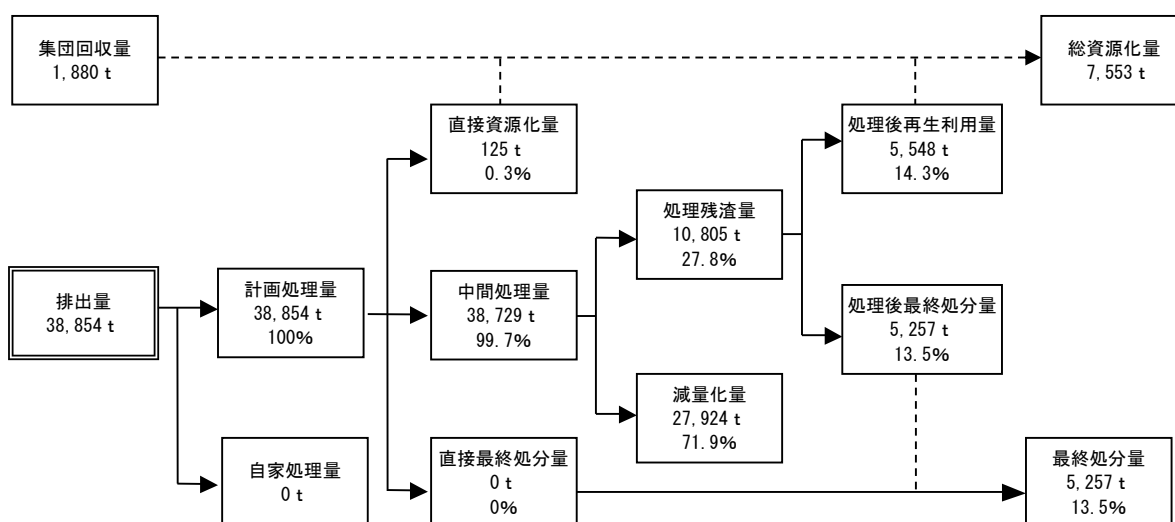 集団回収量
1,880 t
総資源化量
7,553 t
直接資源化量
125 t
0.3%
処理後再生利用量
5,548 t
14.3%
処理残渣量
10,805 t
27.8%
排出量
38,854 t
計画処理量
38,854 t
100%
中間処理量
38,729 t
99.7%
処理後最終処分量
5,257 t
13.5%
減量化量
27,924 t
71.9%
自家処理量
0 t
直接最終処分量
0 t
0%
最終処分量
5,257 t
13.5%